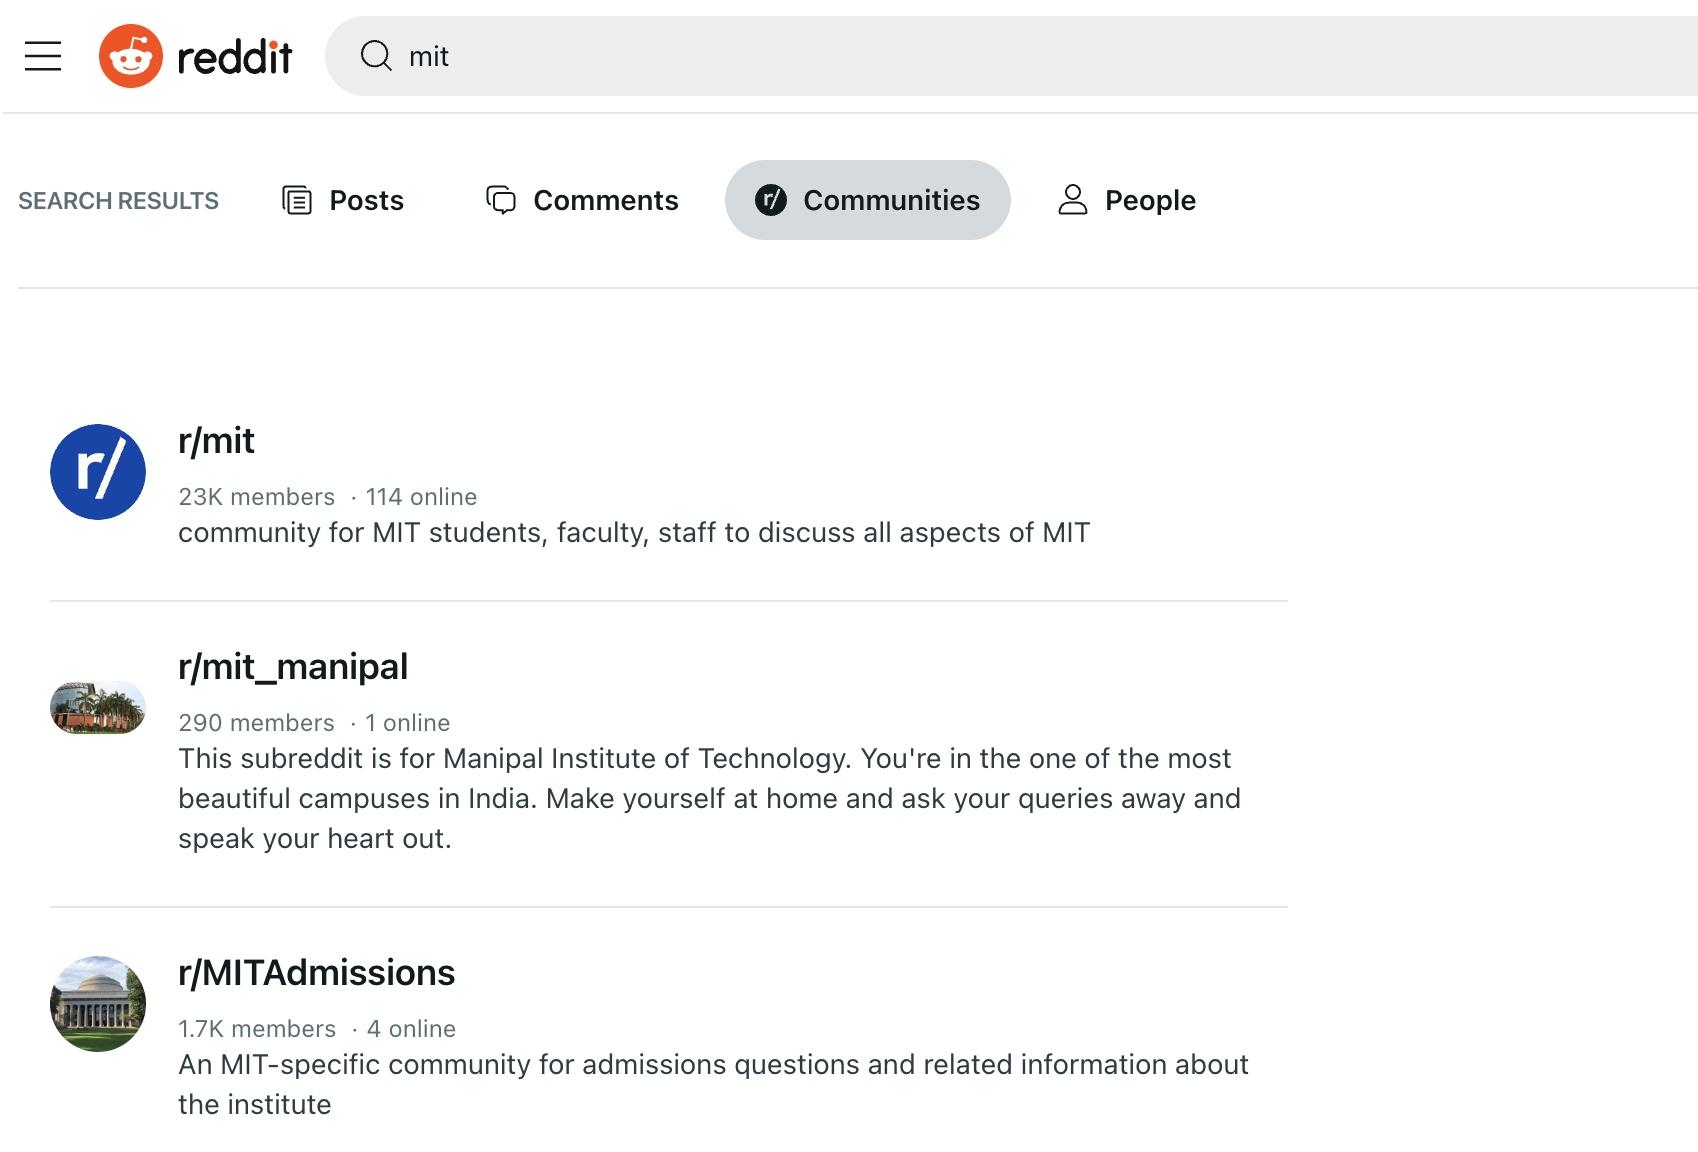 reddit
mit
SEARCH RESULTS
Posts
Comments
r/
Communities
People
r/
r/mit
23K members · 114 online
community for MIT students, faculty, staff to discuss all aspects of MIT
r/mit_manipal
290 members · 1 online
This subreddit is for Manipal Institute of Technology. You're in the one of the most
beautiful campuses in India. Make yourself at home and ask your queries away and
speak your heart out.
r/MITAdmissions
1.7K members · 4 online
An MIT-specific community for admissions questions and related information about
the institute